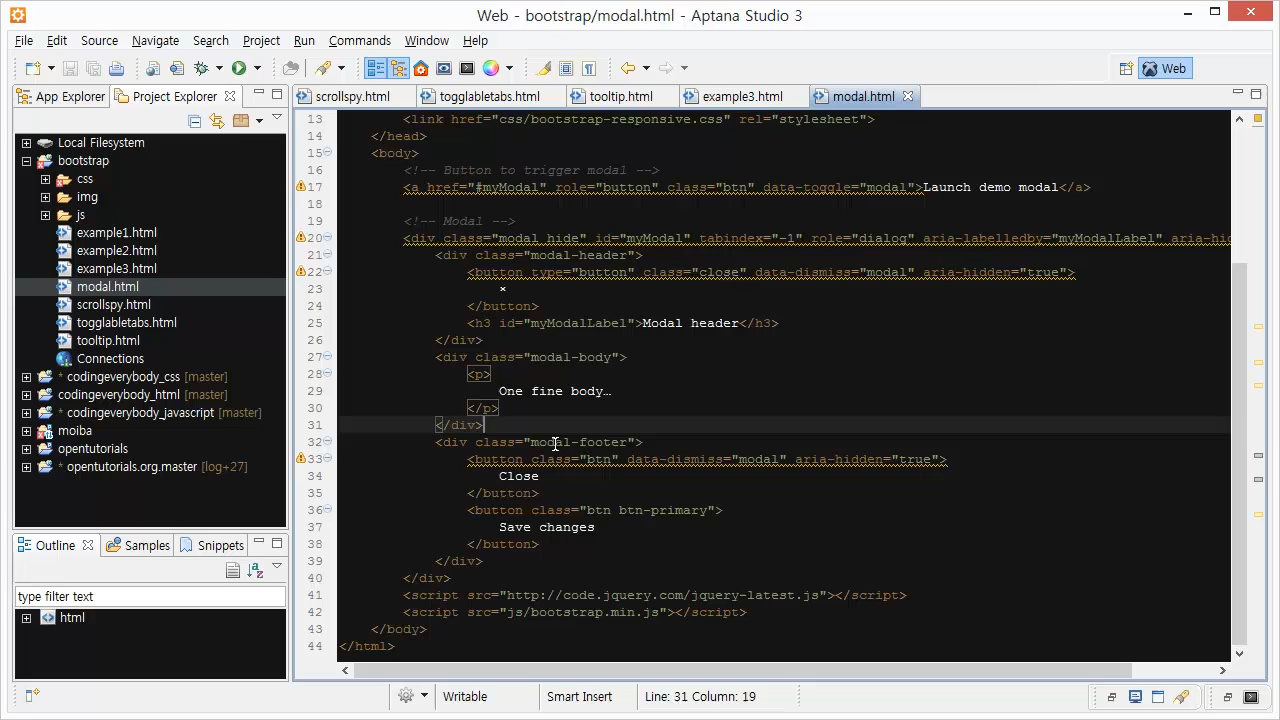 Web - bootstrap/modal.html - Aptana Studio 3
File Edit Source Navigate Search Project Run Commands Window Help
Web
App Explorer Project Explorer
scrollspy.html togglabletabs.html tooltip.html example3.html modal.html
Local Filesystem
bootstrap
css
img
js
example1.html
example2.html
example3.html
modal.html
scrollspy.html
togglabletabs.html
tooltip.html
Connections
* codingeverybody_css [master]
codingeverybody_html [master]
* codingeverybody_javascript [master]
moiba
opentutorials
* opentutorials.org.master [log+27]
Outline Samples Snippets
type filter text
html
13 <link href="css/bootstrap-responsive.css" rel="stylesheet">
14 </head>
15 <body>
16 <!-- Button to trigger modal -->
17 <a href="#myModal" role="button" class="btn" data-toggle="modal">Launch demo modal</a>
18
19 <!-- Modal -->
20 <div class="modal hide" id="myModal" tabindex="-1" role="dialog" aria-labelledby="myModalLabel" aria-hid
21 <div class="modal-header">
22 <button type="button" class="close" data-dismiss="modal" aria-hidden="true">
23 ×
24 </button>
25 <h3 id="myModalLabel">Modal header</h3>
26 </div>
27 <div class="modal-body">
28 <p>
29 One fine body…
30 </p>
31 </div>
32 <div class="modal-footer">
33 <button class="btn" data-dismiss="modal" aria-hidden="true">
34 Close
35 </button>
36 <button class="btn btn-primary">
37 Save changes
38 </button>
39 </div>
40 </div>
41 <script src="http://code.jquery.com/jquery-latest.js"></script>
42 <script src="js/bootstrap.min.js"></script>
43 </body>
44 </html>
Writable Smart Insert Line: 31 Column: 19